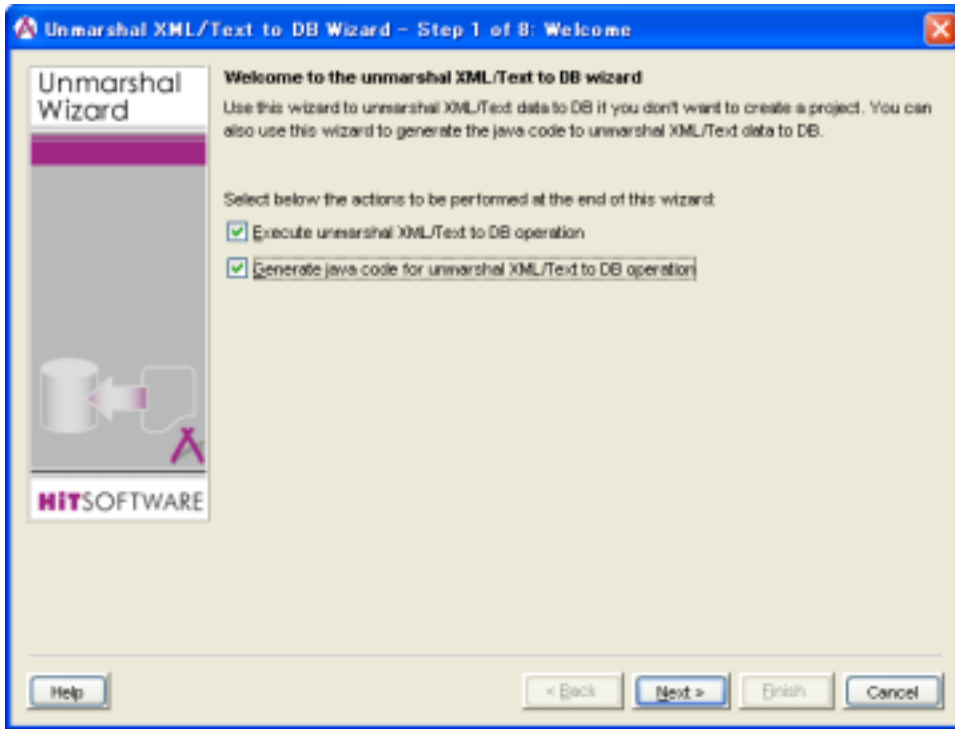 Unmarshal XML/Text to DB Wizard - Step 1 of 8: Welcome
Unmarshal
Wizard
Welcome to the unmarshal XML/Text to DB wizard
Use this wizard to unmarshal XML/Text data to DB if you don't want to create a project. You can
also use this wizard to generate the java code to unmarshal XML/Text data to DB.
Select below the actions to be performed at the end of this wizard:
Execute unmarshal XML/Text to DB operation
Generate java code for unmarshal XML/Text to DB operation
HiTSOFTWARE
Help
< Back
Next >
Finish
Cancel